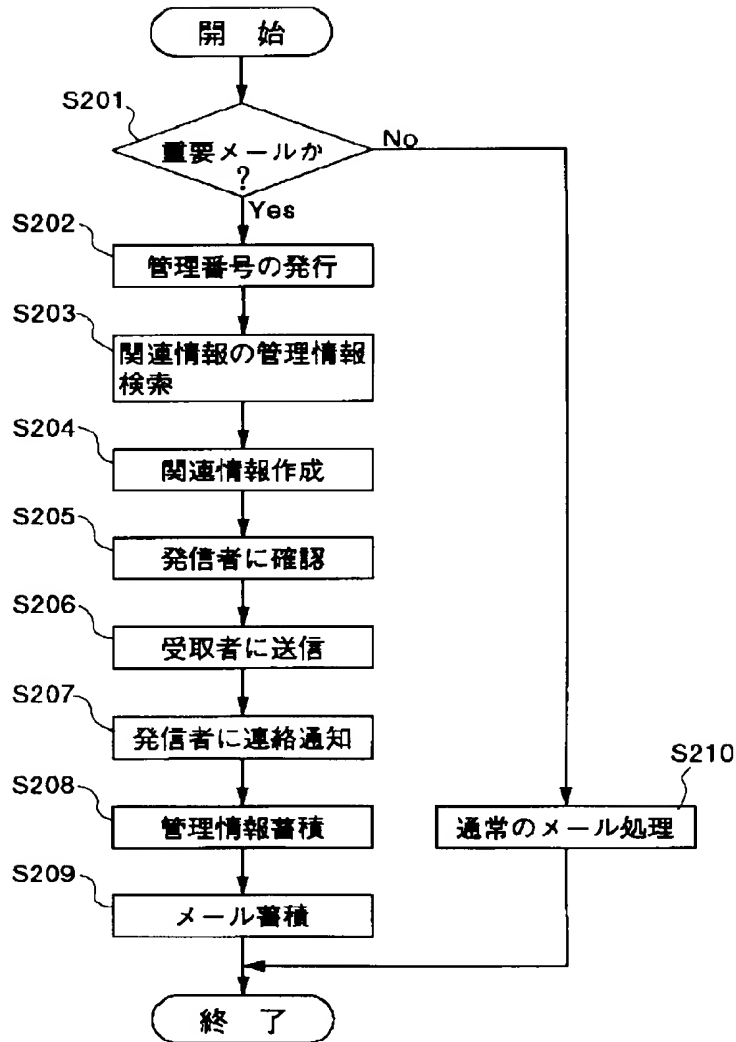 開 始
S201
重要メールか
?
No
Yes
S202
管理番号の発行
S203
関連情報の管理情報
検索
S204
関連情報作成
S205
発信者に確認
S206
受取者に送信
S207
発信者に連絡通知
S208
管理情報蓄積
S210
通常のメール処理
S209
メール蓄積
終 了